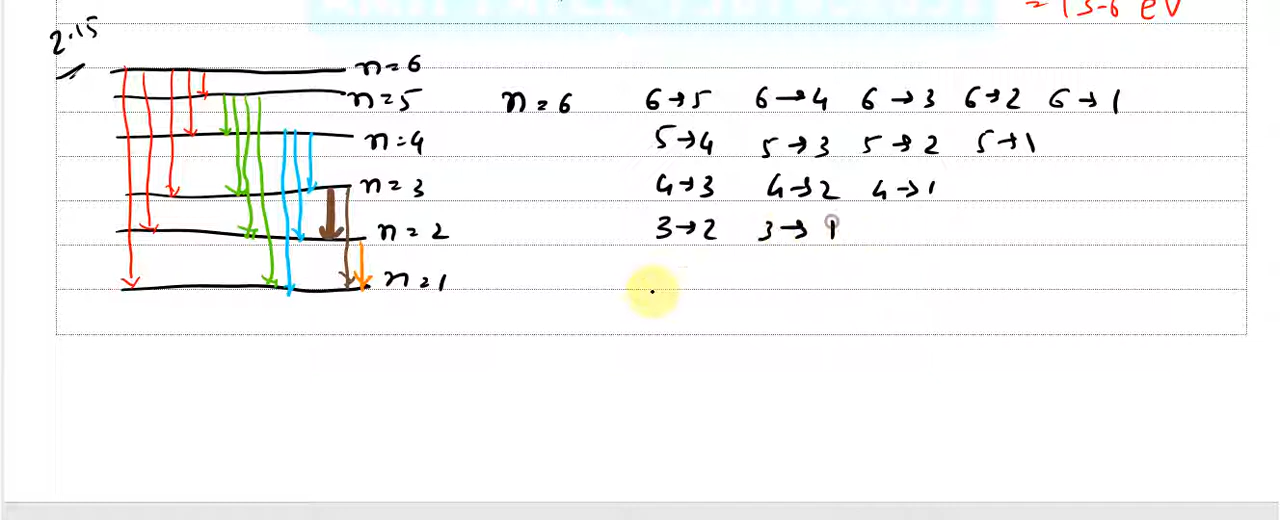 = 13.6 eV
2.15
n=6
n=5
n=6 6→5 6→4 6→3 6→2 6→1
n=4
5→4 5→3 5→2 5→1
n=3
4→3 4→2 4→1
n=2
3→2 3→1
n=1